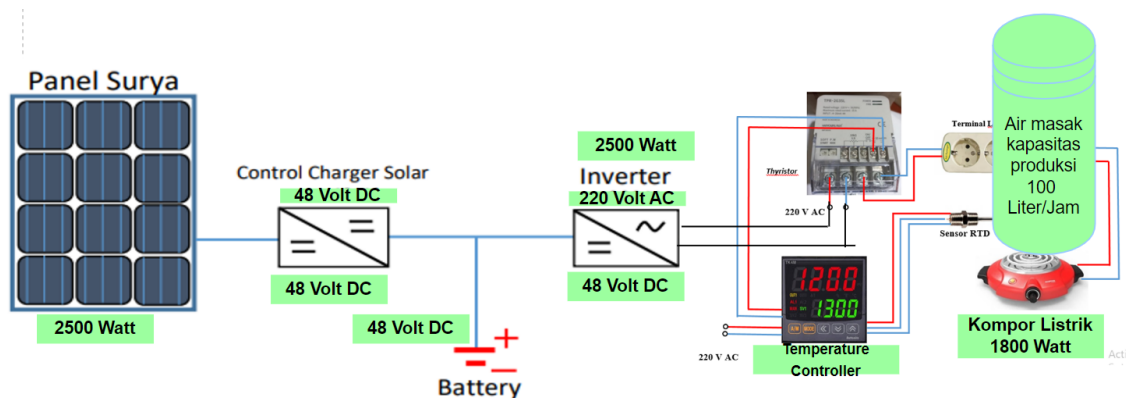 Panel Surya
2500 Watt
Control Charger Solar
48 Volt DC
48 Volt DC
48 Volt DC
Battery
2500 Watt
Inverter
220 Volt AC
48 Volt DC
Thyristor
220 V AC
1200
1300
A/M
MODE
220 V AC
Temperature
Controller
Terminal L
Sensor RTD
Air masak
kapasitas
produksi
100
Liter/Jam
Kompor Listrik
1800 Watt
Acti